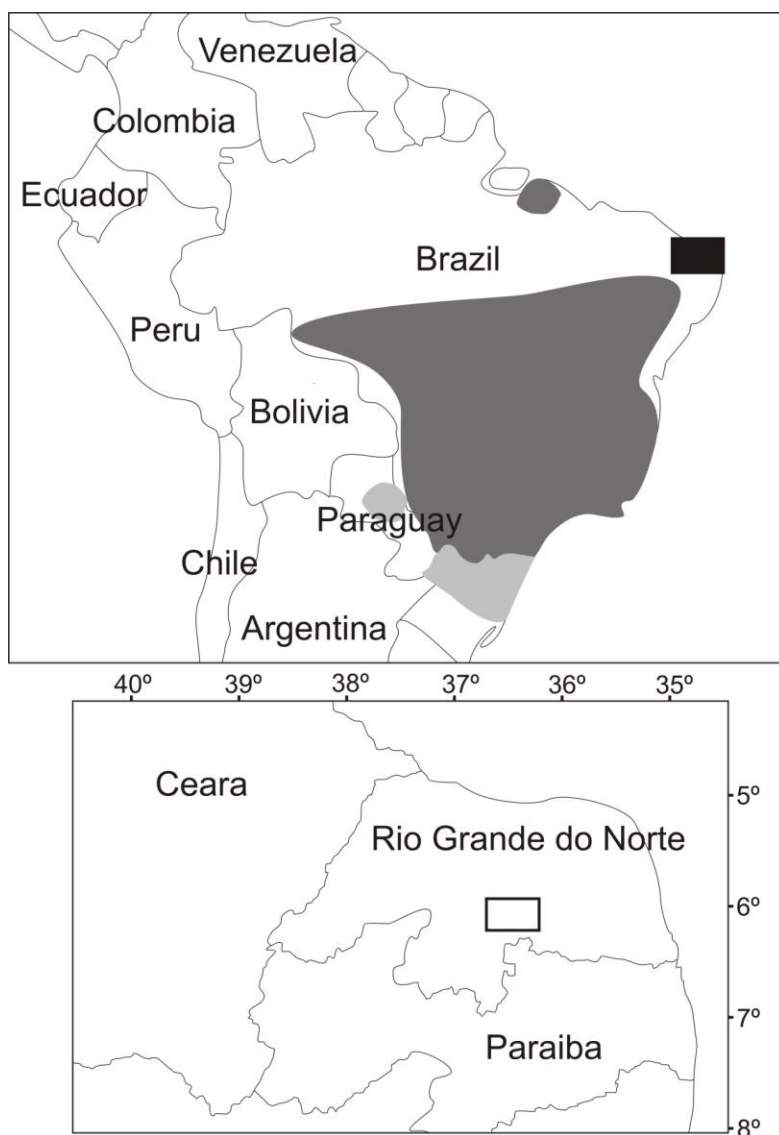 Venezuela
Colombia
Ecuador
Brazil
Peru
Bolivia
Paraguay
Chile
Argentina
40º 39º 38º 37º 36º 35º
Ceara
5º
Rio Grande do Norte
6º
7º
Paraiba
8º